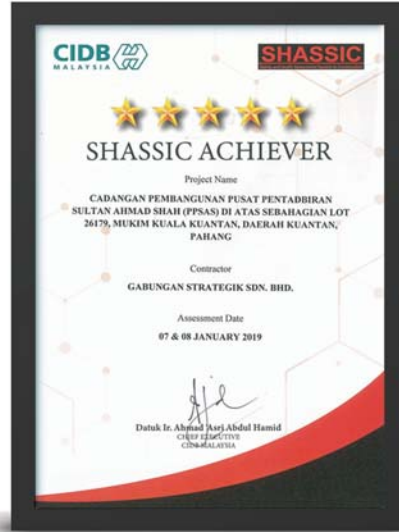 CIDB
MALAYSIA
SHASSIC
SHASSIC ACHIEVER
Project Name
CADANGAN PEMBANGUNAN PUSAT PENTADBIRAN
SULTAN AHMAD SHAH (PPSAS) DI ATAS SEBAHAGIAN LOT
26179, MUKIM KUALA KUANTAN, DAERAH KUANTAN,
PAHANG
Contractor
GABUNGAN STRATEGIK SDN. BHD.
Assessment Date
07 & 08 JANUARY 2019
Datuk Ir. Ahmad Asri Abdul Hamid
CHIEF EXECUTIVE
CIDB MALAYSIA